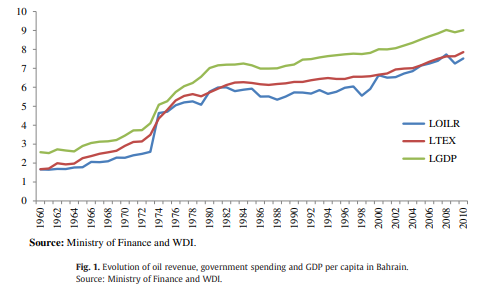 10
9
8
7
6
5
4
3
2
1
0
LOILR
LTEX
LGDP
1960 1962 1964 1966 1968 1970 1972 1974 1976 1978 1980 1982 1984 1986 1988 1990 1992 1994 1996 1998 2000 2002 2004 2006 2008 2010
Source: Ministry of Finance and WDI.
Fig. 1. Evolution of oil revenue, government spending and GDP per capita in Bahrain.
Source: Ministry of Finance and WDI.